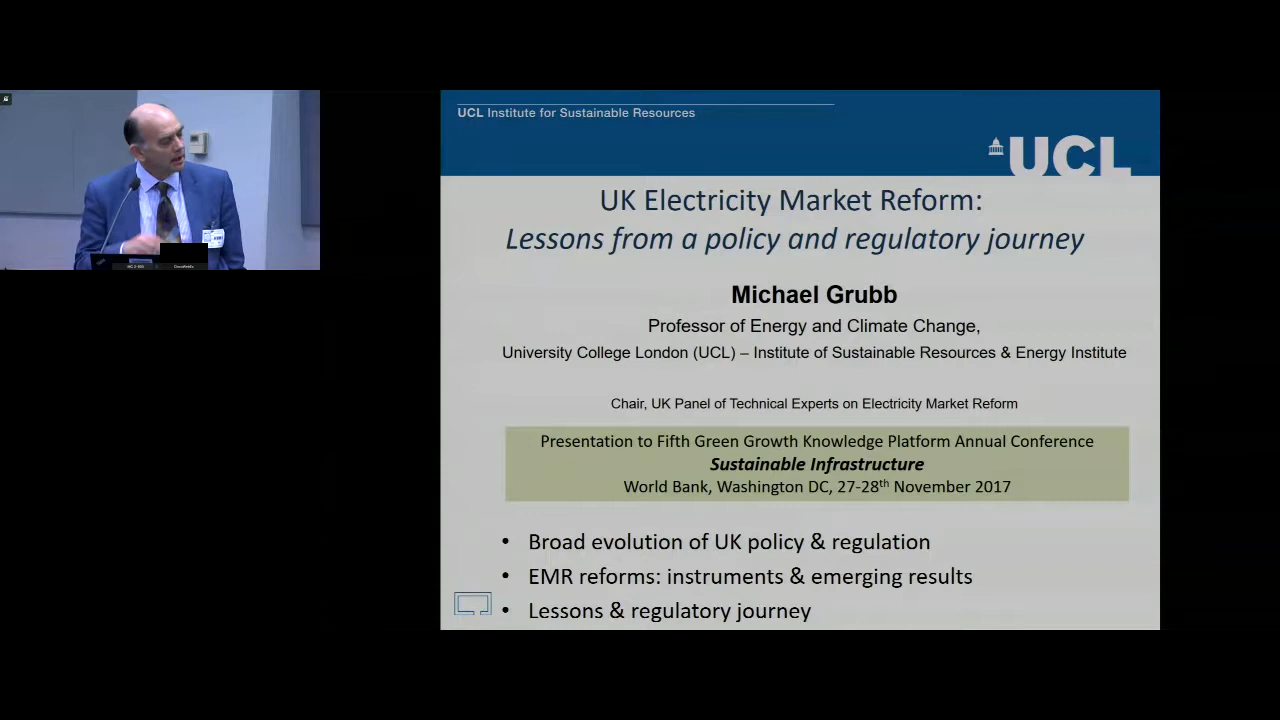 UCL Institute for Sustainable Resources
UCL
UK Electricity Market Reform:
Lessons from a policy and regulatory journey
Michael Grubb
Professor of Energy and Climate Change,
University College London (UCL) – Institute of Sustainable Resources & Energy Institute
Chair, UK Panel of Technical Experts on Electricity Market Reform
Presentation to Fifth Green Growth Knowledge Platform Annual Conference
Sustainable Infrastructure
World Bank, Washington DC, 27-28th November 2017
• Broad evolution of UK policy & regulation
• EMR reforms: instruments & emerging results
• Lessons & regulatory journey